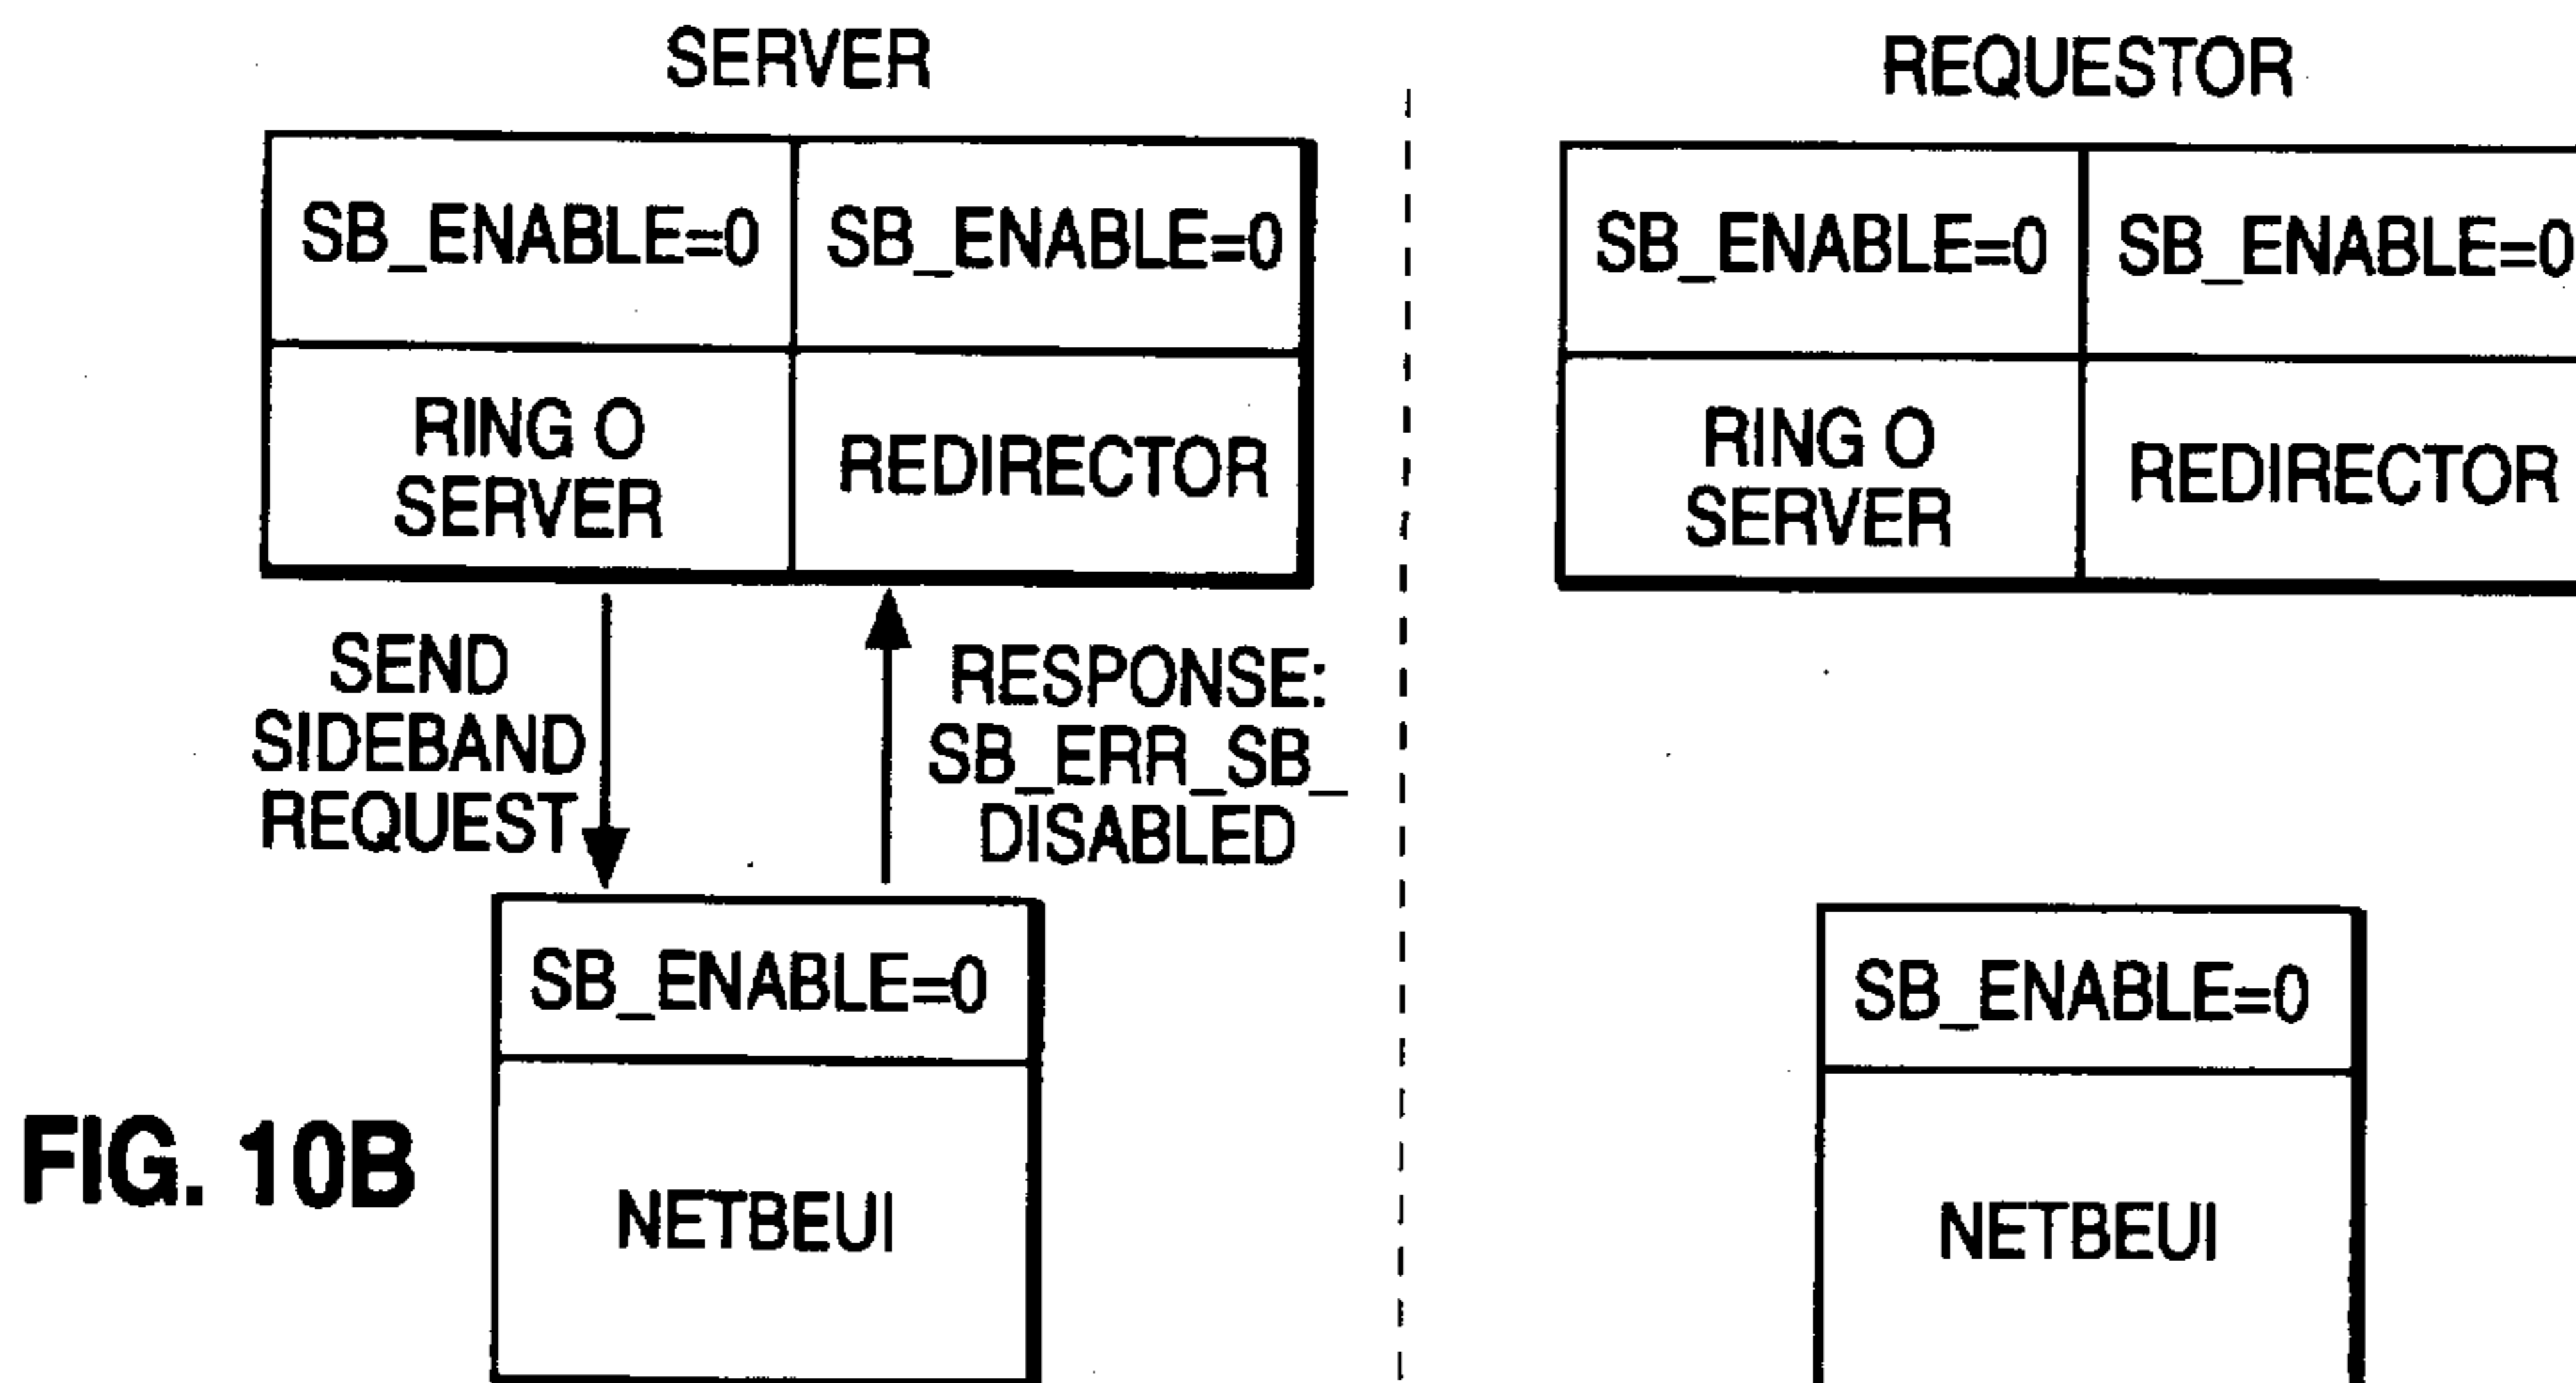 SERVER
REQUESTOR
SB_ENABLE=0
SB_ENABLE=0
SB_ENABLE=0
SB_ENABLE=0
RING O
SERVER
REDIRECTOR
RING O
SERVER
REDIRECTOR
SEND
SIDEBAND
REQUEST
RESPONSE:
SB_ERR_SB_
DISABLED
SB_ENABLE=0
SB_ENABLE=0
FIG. 10B
NETBEUI
NETBEUI